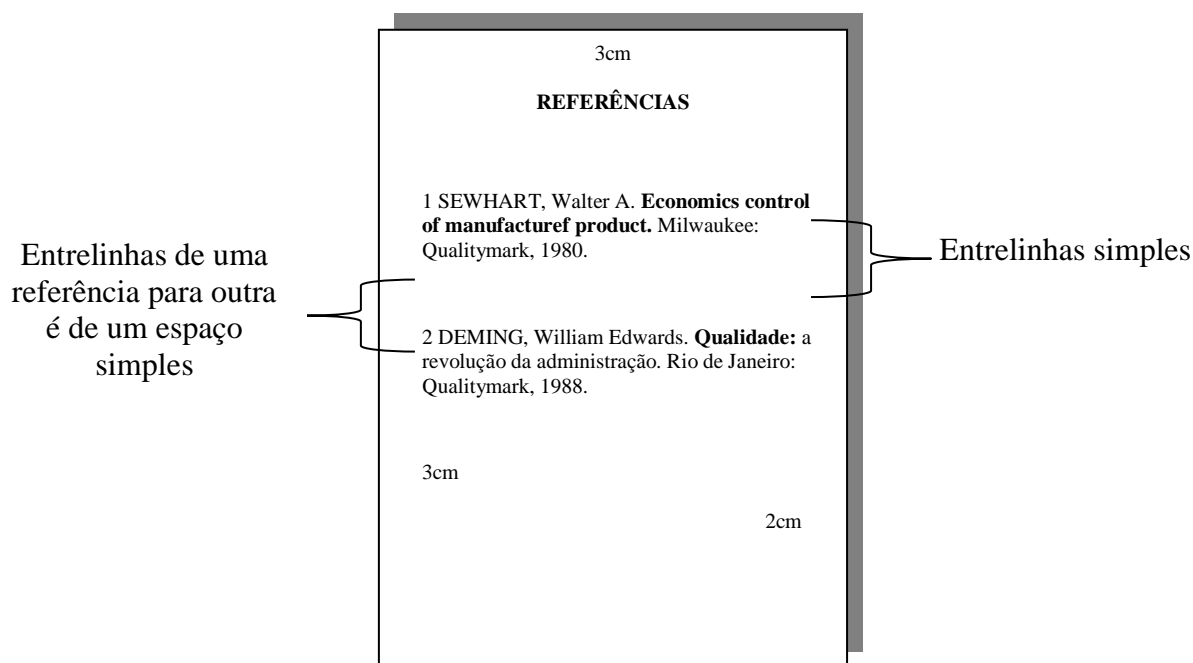 3cm
REFERÊNCIAS
1 SEWHART, Walter A. Economics control
of manufacturef product. Milwaukee:
Qualitymark, 1980.
Entrelinhas de uma
referência para outra
é de um espaço
simples
Entrelinhas simples
2 DEMING, William Edwards. Qualidade: a
revolução da administração. Rio de Janeiro:
Qualitymark, 1988.
3cm
2cm